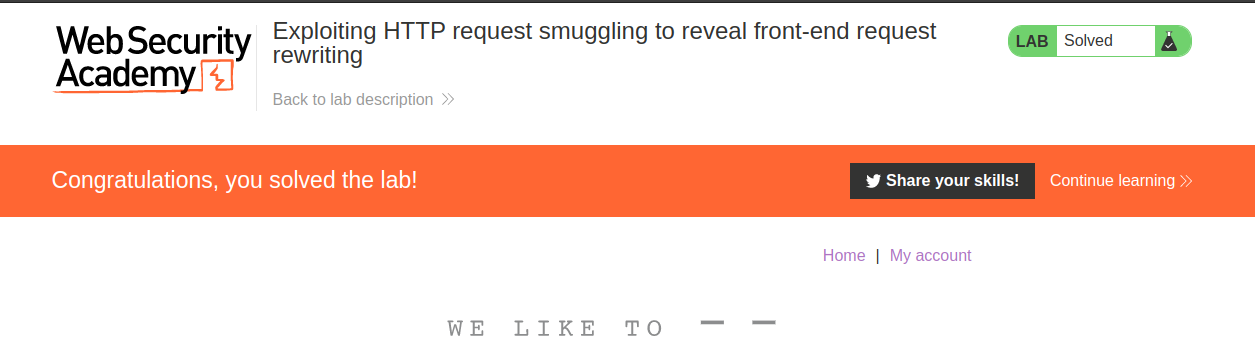 Web Security
Academy
Exploiting HTTP request smuggling to reveal front-end request
rewriting
Back to lab description
LAB Solved
Congratulations, you solved the lab!
Share your skills!
Continue learning
Home | My account
WE LIKE TO